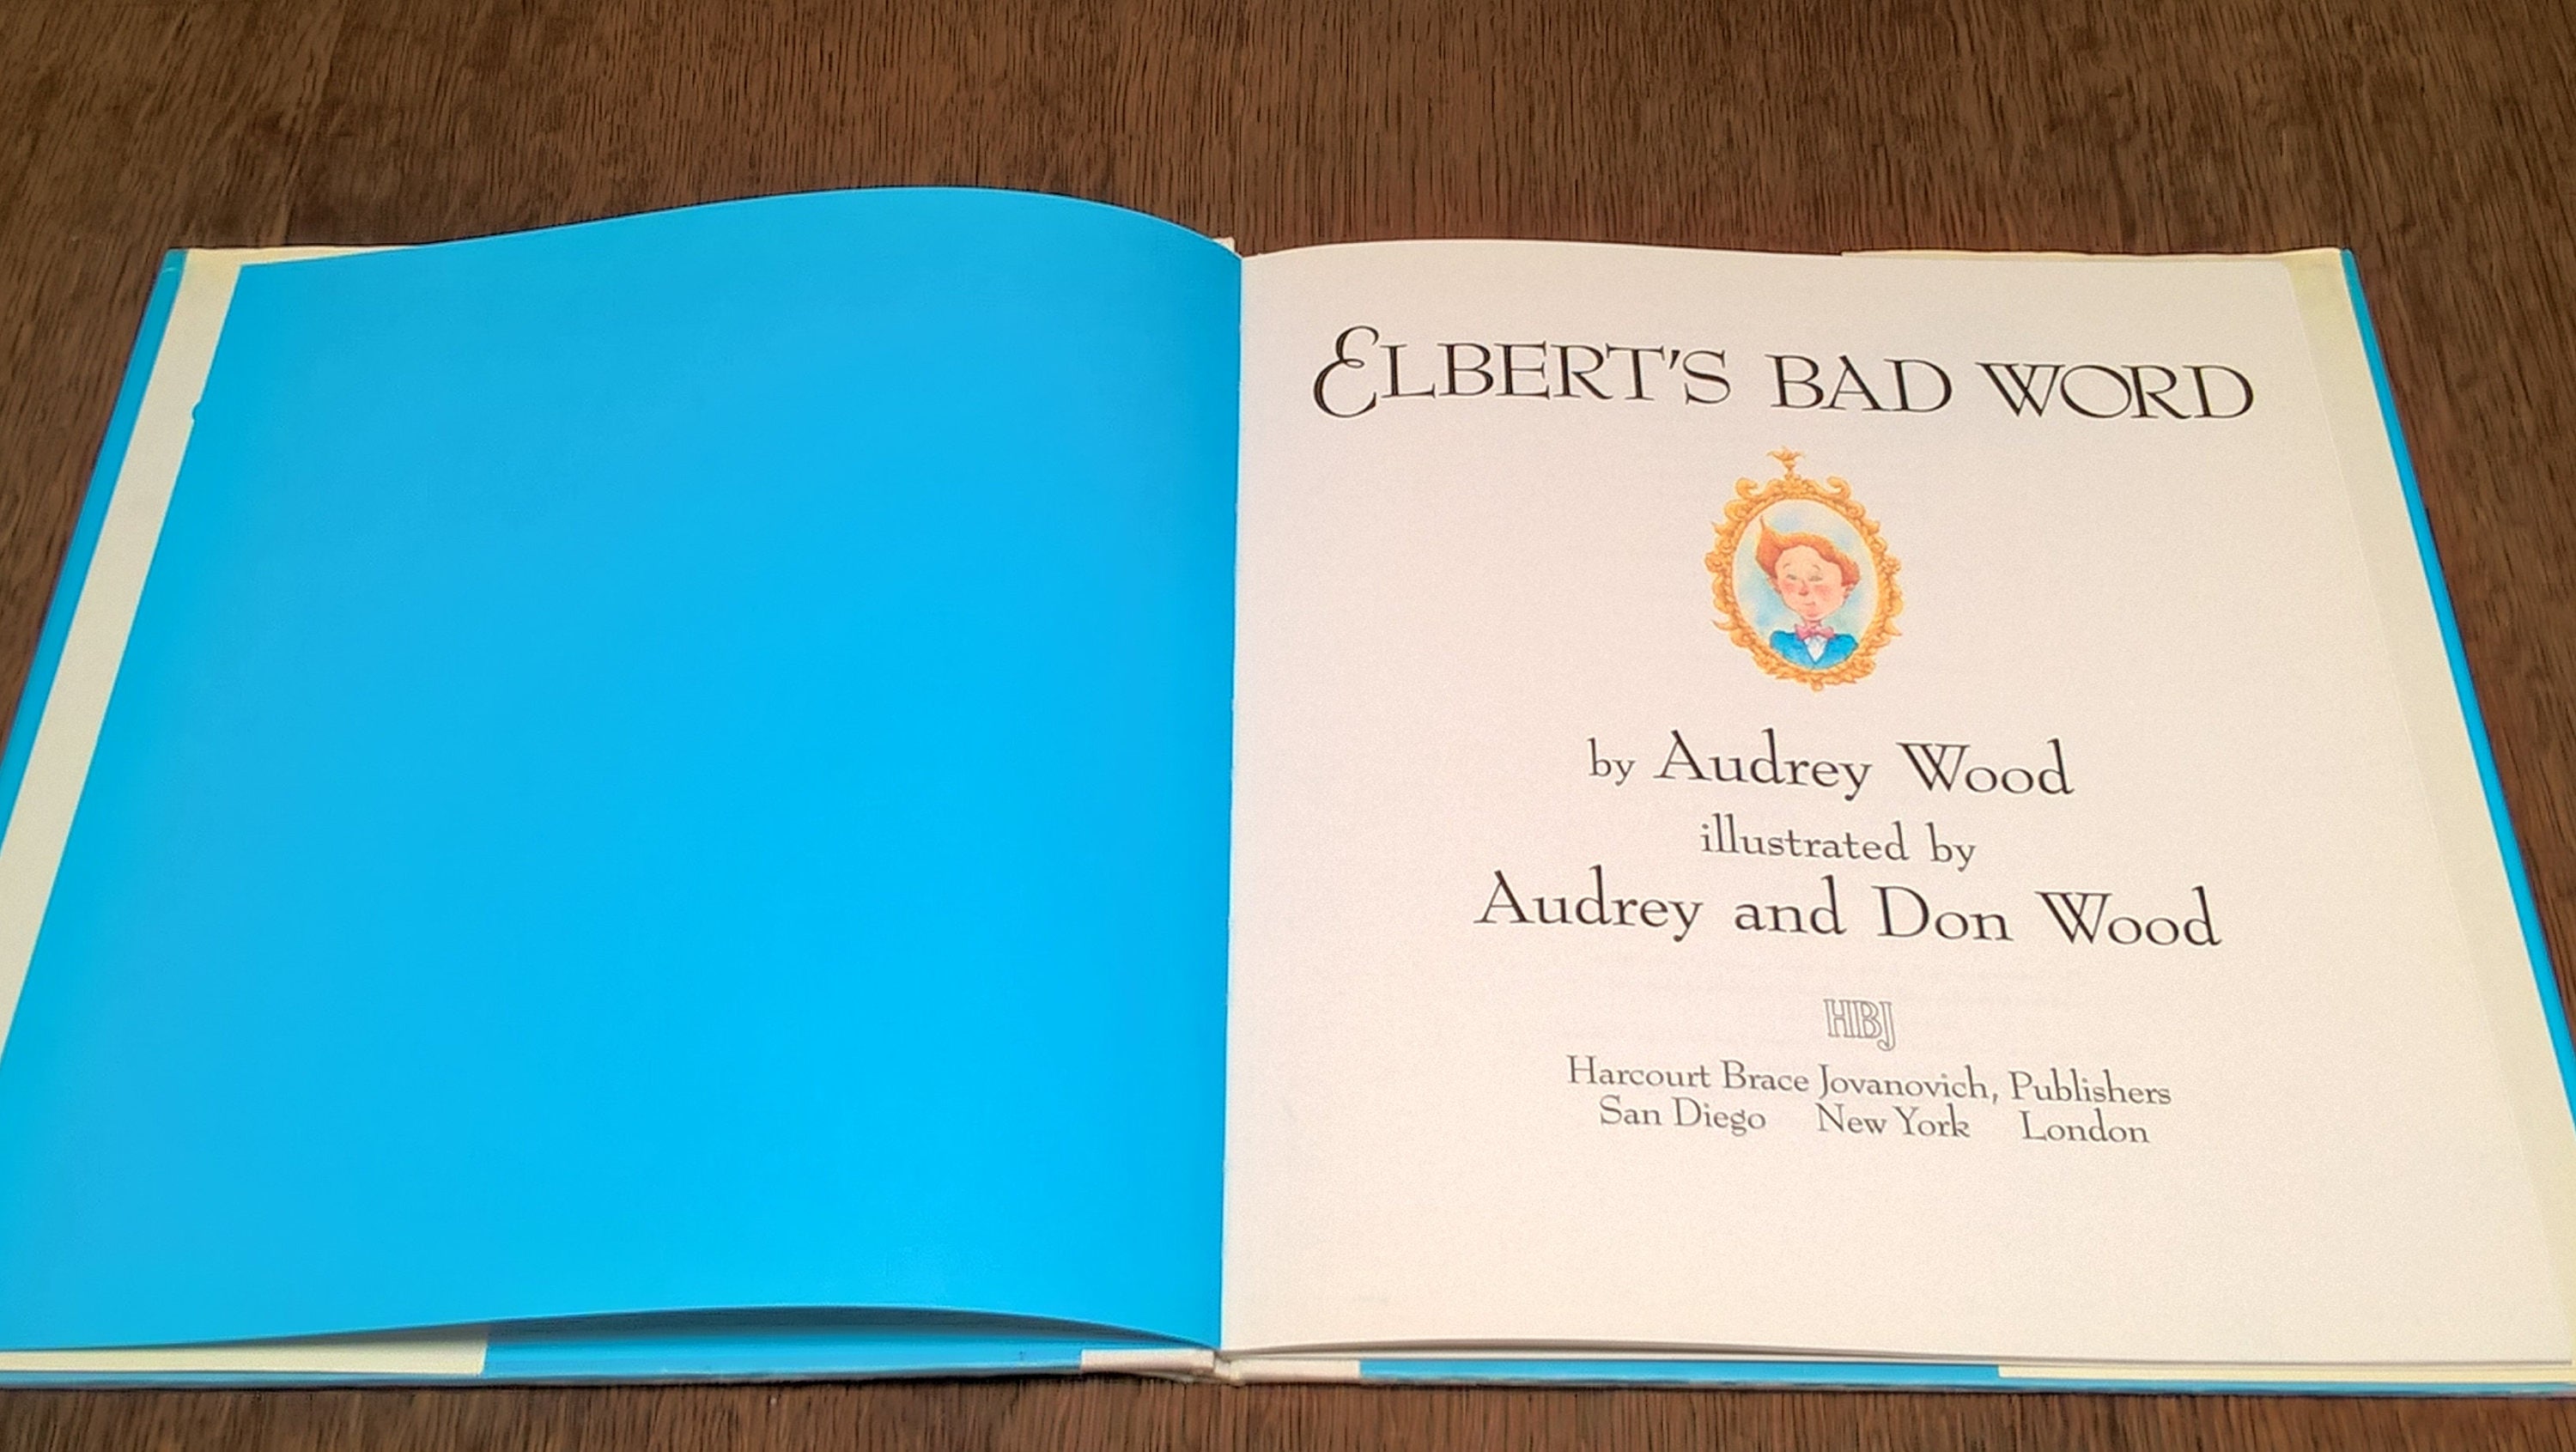 ELBERT'S BAD WORD
by Audrey Wood
illustrated by
Audrey and Don Wood
HBJ
Harcourt Brace Jovanovich, Publishers
San Diego New York London